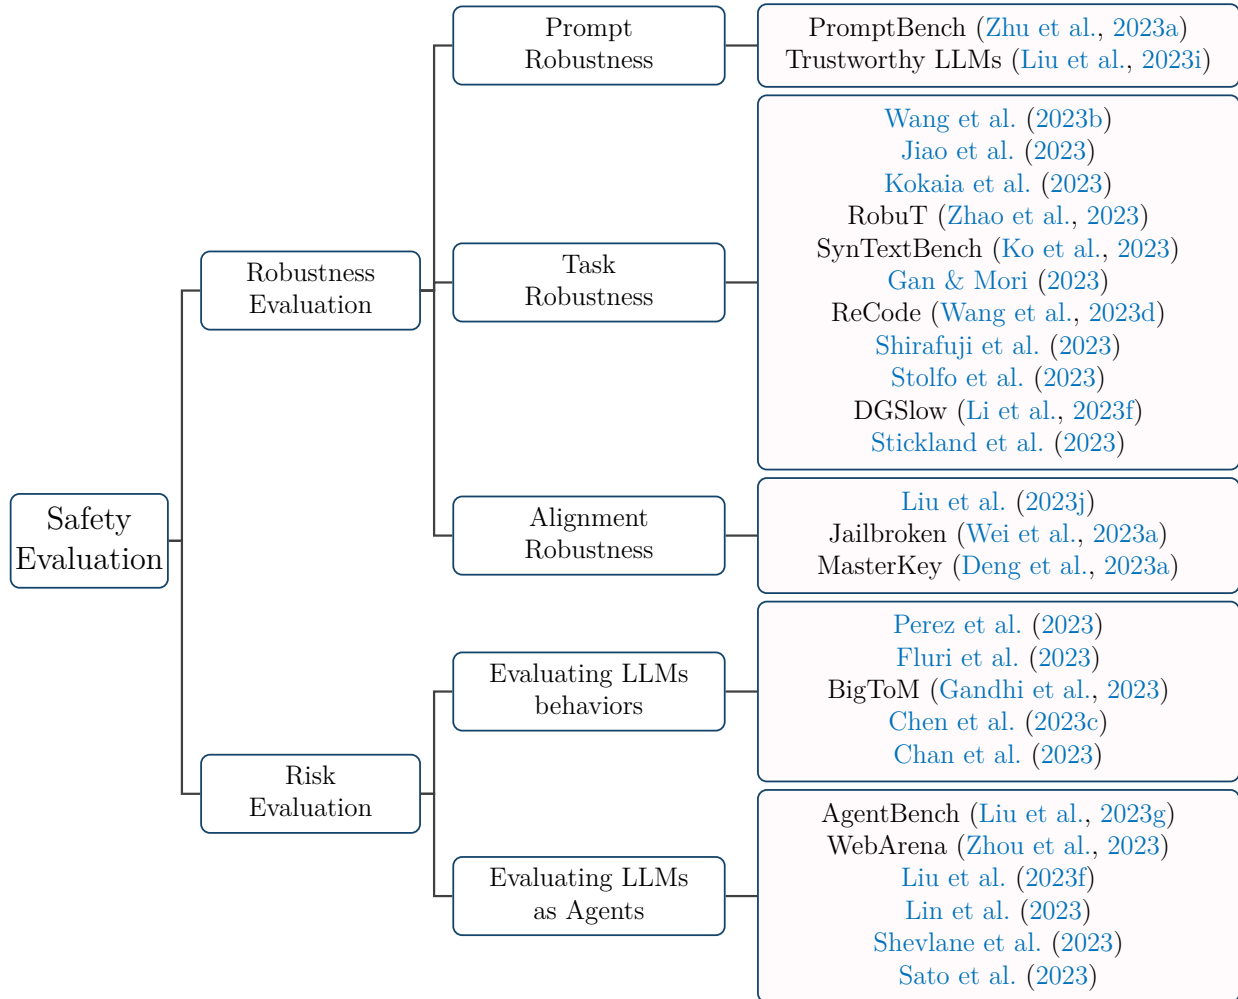 Safety
Evaluation
Robustness
Evaluation
Prompt
Robustness
PromptBench (Zhu et al., 2023a)
Trustworthy LLMs (Liu et al., 2023i)
Task
Robustness
Wang et al. (2023b)
Jiao et al. (2023)
Kokaia et al. (2023)
RobuT (Zhao et al., 2023)
SynTextBench (Ko et al., 2023)
Gan & Mori (2023)
ReCode (Wang et al., 2023d)
Shirafuji et al. (2023)
Stolfo et al. (2023)
DGSlow (Li et al., 2023f)
Stickland et al. (2023)
Alignment
Robustness
Liu et al. (2023j)
Jailbroken (Wei et al., 2023a)
MasterKey (Deng et al., 2023a)
Risk
Evaluation
Evaluating LLMs
behaviors
Perez et al. (2023)
Fluri et al. (2023)
BigToM (Gandhi et al., 2023)
Chen et al. (2023c)
Chan et al. (2023)
Evaluating LLMs
as Agents
AgentBench (Liu et al., 2023g)
WebArena (Zhou et al., 2023)
Liu et al. (2023f)
Lin et al. (2023)
Shevlane et al. (2023)
Sato et al. (2023)